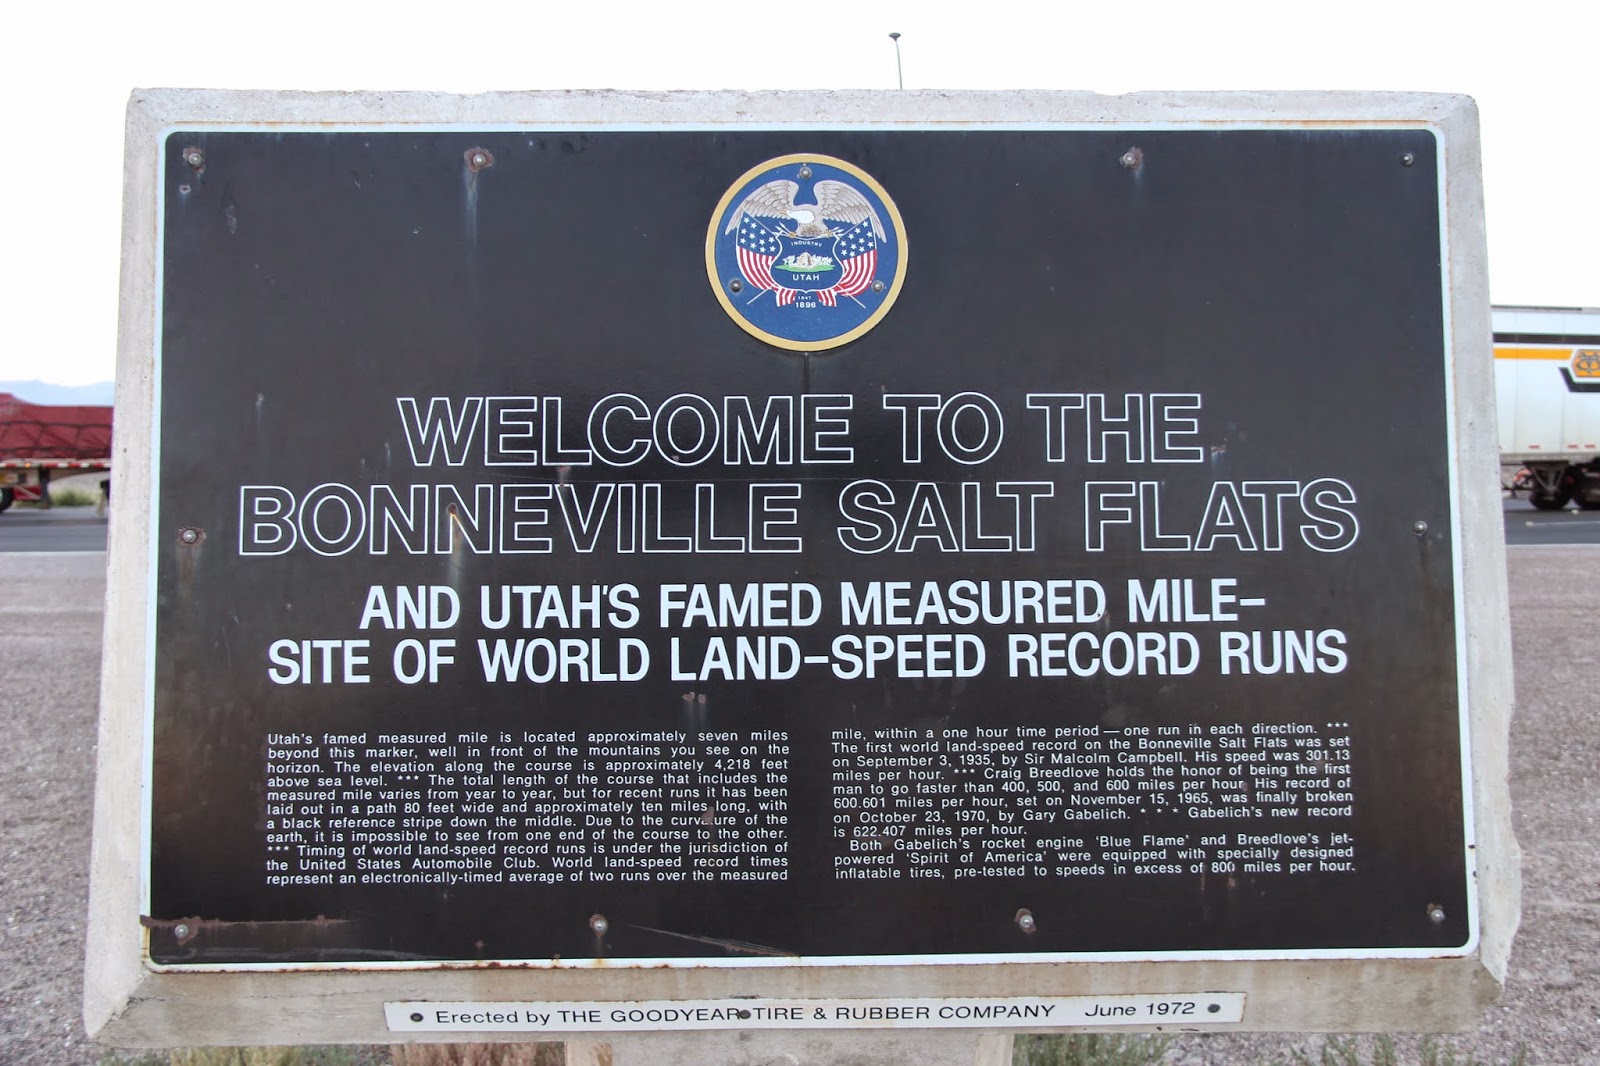 INDUSTRY
UTAH
1847
1896
WELCOME TO THE
BONNEVILLE SALT FLATS
AND UTAH'S FAMED MEASURED MILE–
SITE OF WORLD LAND–SPEED RECORD RUNS
Utah's famed measured mile is located approximately seven miles
beyond this marker, well in front of the mountains you see on the
horizon. The elevation along the course is approximately 4,218 feet
above sea level. *** The total length of the course that includes the
measured mile varies from year to year, but for recent runs it has been
laid out in a path 80 feet wide and approximately ten miles long, with
a black reference stripe down the middle. Due to the curvature of the
earth, it is impossible to see from one end of the course to the other.
*** Timing of world land-speed record runs is under the jurisdiction of
the United States Automobile Club. World land-speed record times
represent an electronically-timed average of two runs over the measured
mile, within a one hour time period — one run in each direction. ***
The first world land-speed record on the Bonneville Salt Flats was set
on September 3, 1935, by Sir Malcolm Campbell. His speed was 301.13
miles per hour. *** Craig Breedlove holds the honor of being the first
man to go faster than 400, 500, and 600 miles per hour. His record of
600.601 miles per hour, set on November 15, 1965, was finally broken
on October 23, 1970, by Gary Gabelich. * * * Gabelich's new record
is 622.407 miles per hour.
Both Gabelich's rocket engine 'Blue Flame' and Breedlove's jet-
powered 'Spirit of America' were equipped with specially designed
inflatable tires, pre-tested to speeds in excess of 800 miles per hour.
Erected by THE GOODYEAR TIRE & RUBBER COMPANY June 1972